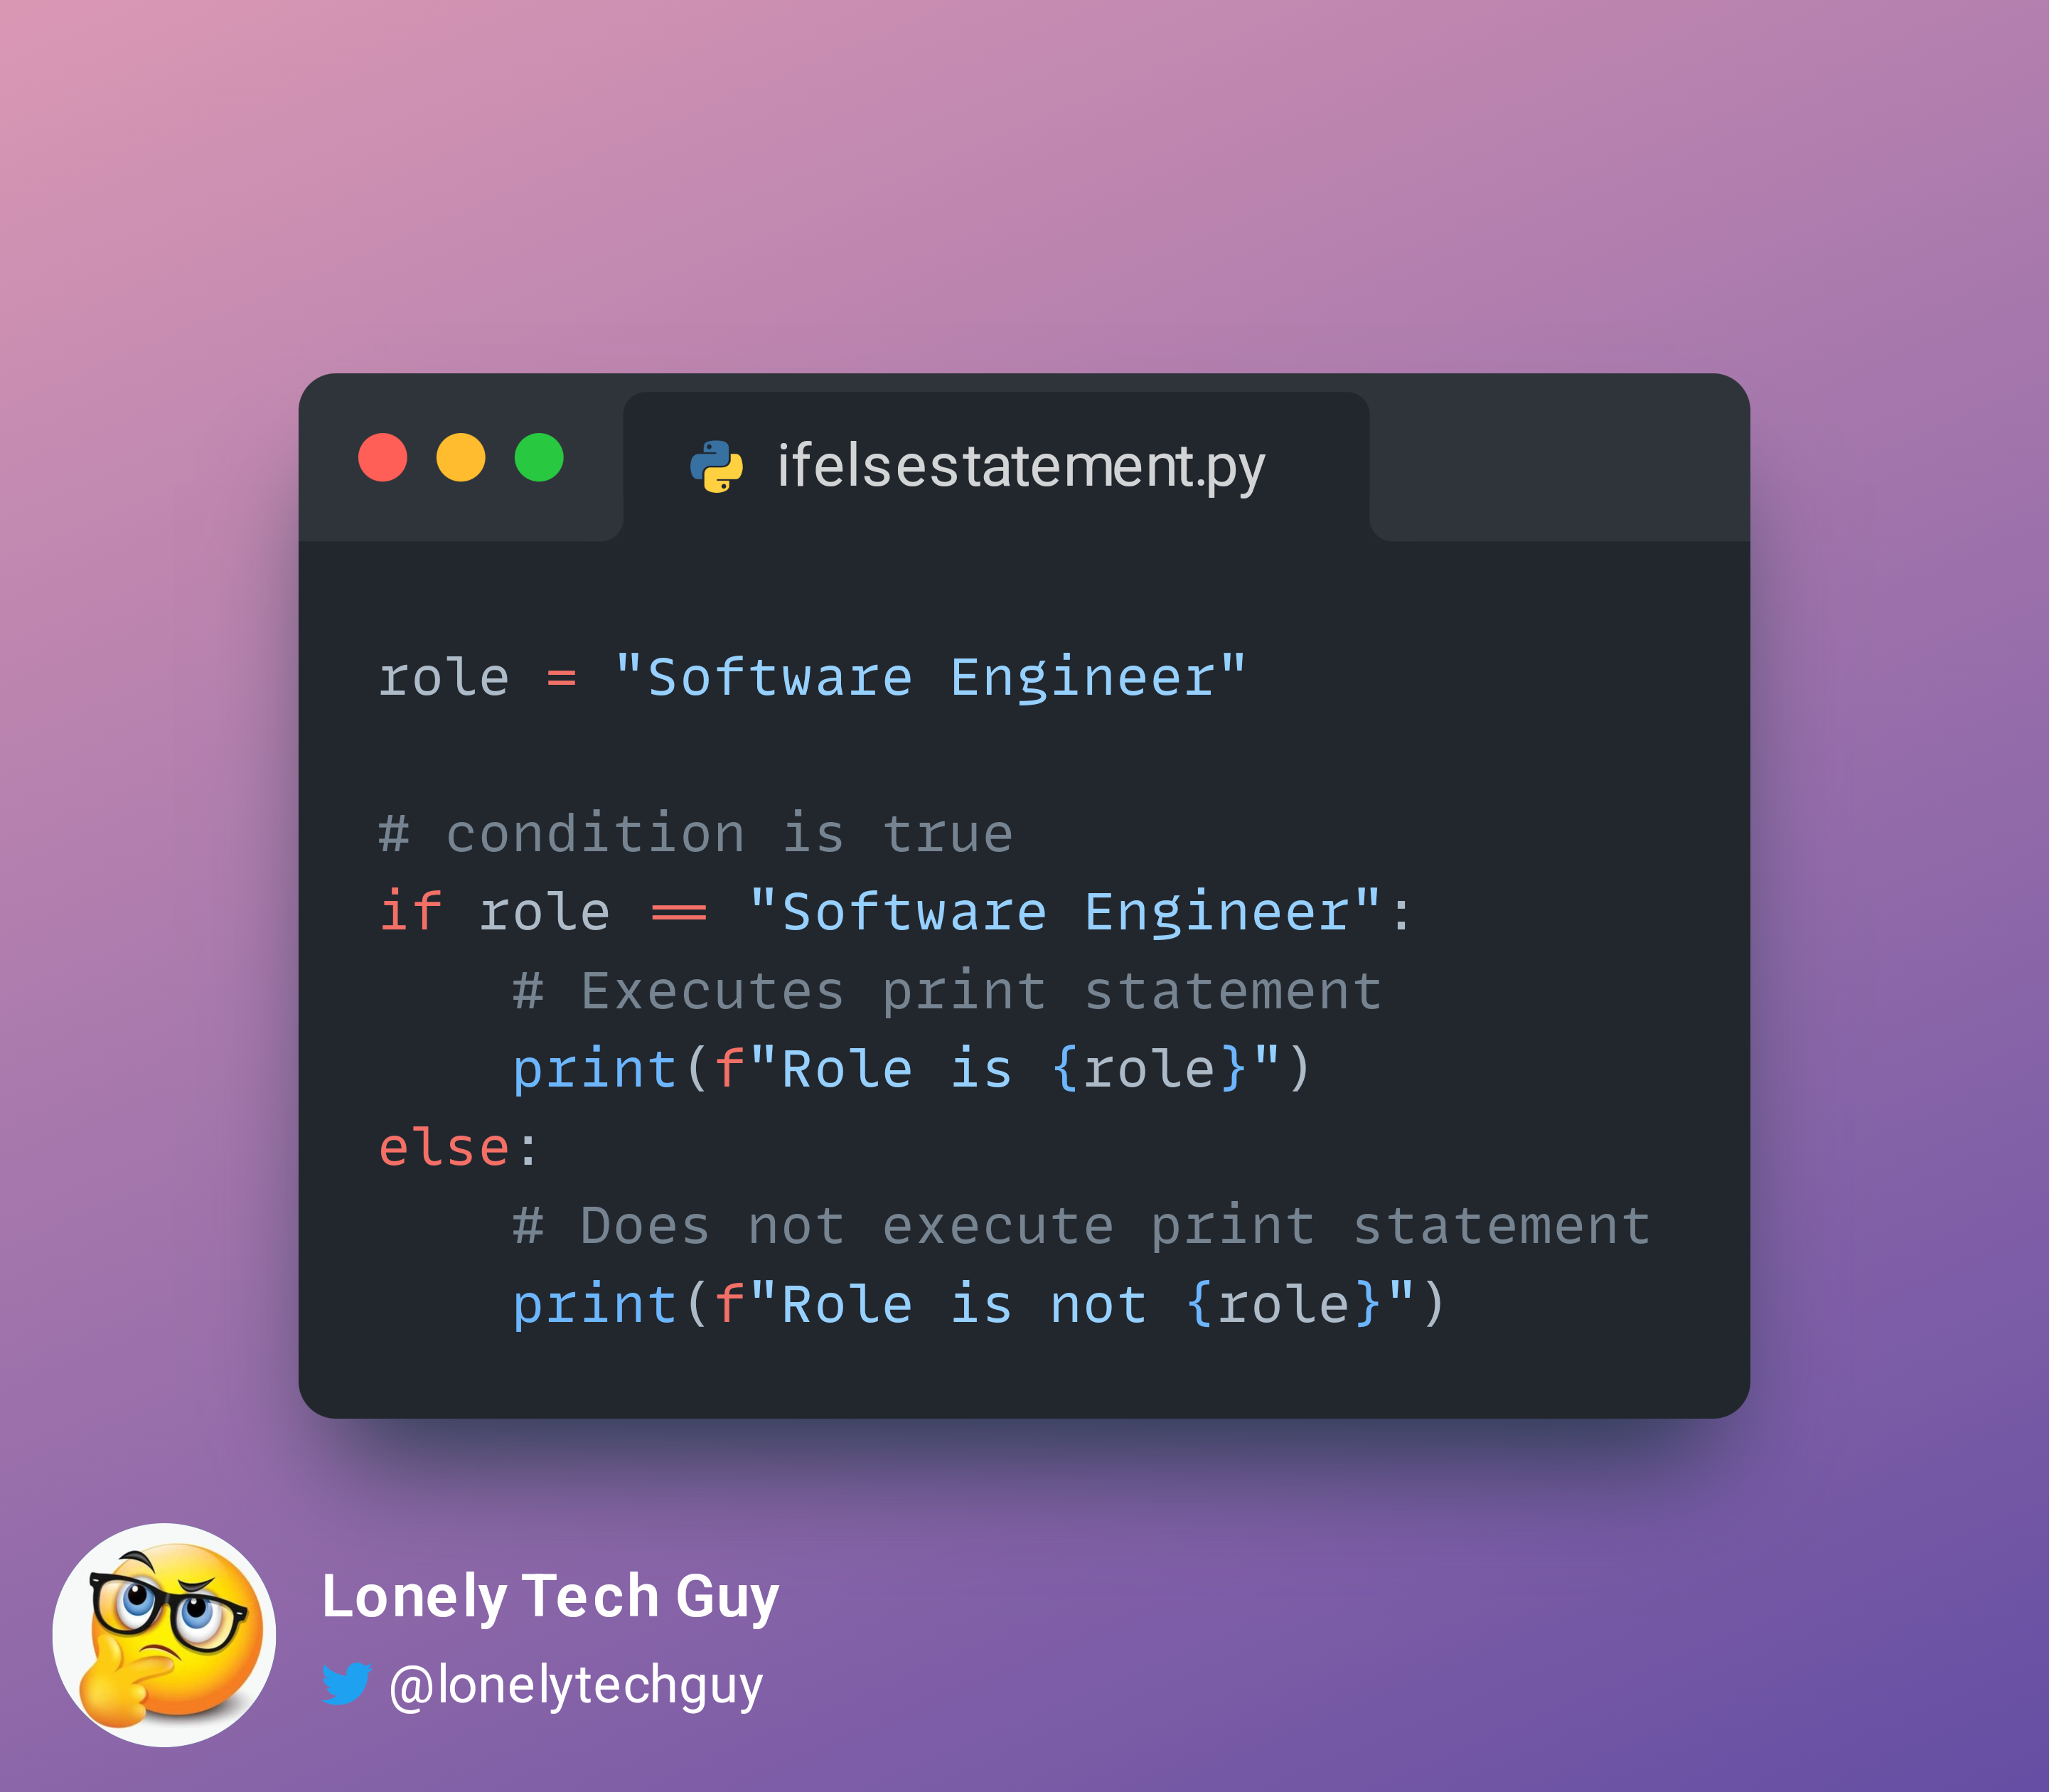 ifelsestatement.py
role = "Software Engineer"
# condition is true
if role == "Software Engineer":
    # Executes print statement
    print(f"Role is {role}")
else:
    # Does not execute print statement
    print(f"Role is not {role}")
Lonely Tech Guy
@lonelytechguy